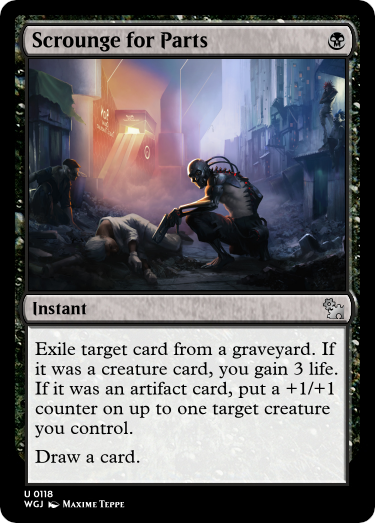 Scrounge for Parts
Instant
Exile target card from a graveyard. If
it was a creature card, you gain 3 life.
If it was an artifact card, put a +1/+1
counter on up to one target creature
you control.
Draw a card.
U 0118
WGJ Maxime Teppe